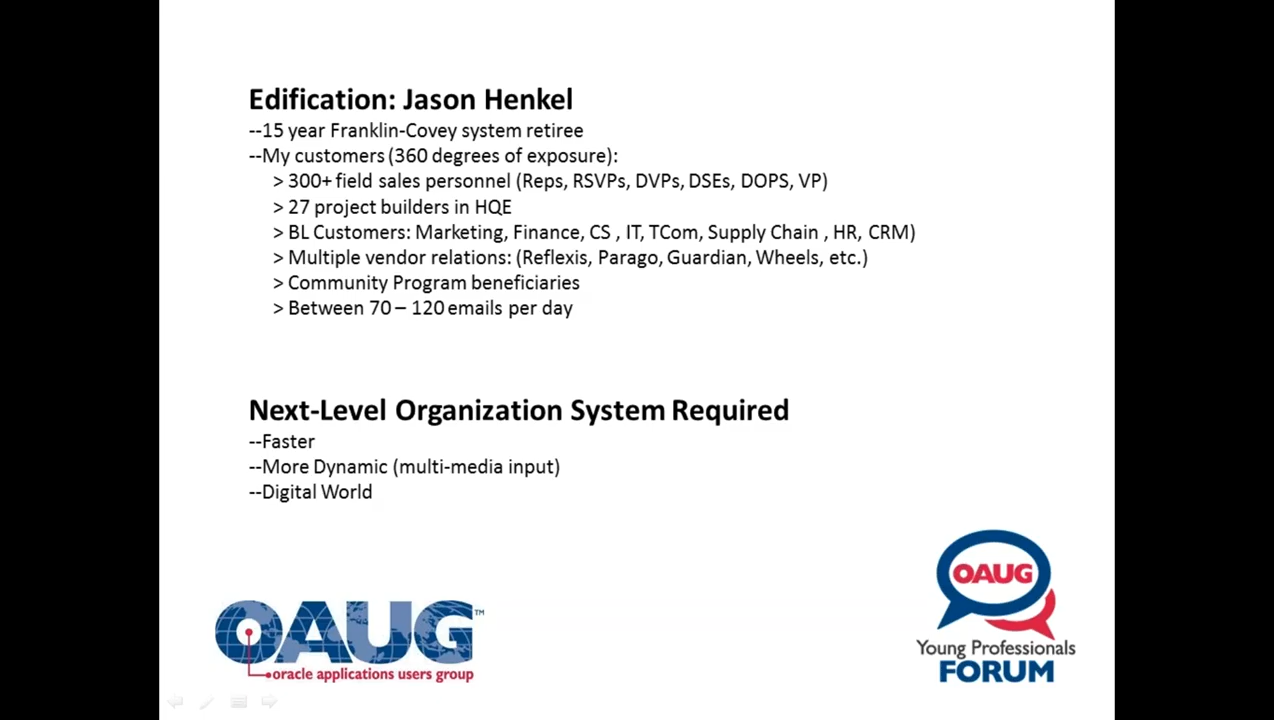 Edification: Jason Henkel
--15 year Franklin-Covey system retiree
--My customers (360 degrees of exposure):
> 300+ field sales personnel (Reps, RSVPs, DVPs, DSEs, DOPS, VP)
> 27 project builders in HQE
> BL Customers: Marketing, Finance, CS , IT, TCom, Supply Chain , HR, CRM)
> Multiple vendor relations: (Reflexis, Parago, Guardian, Wheels, etc.)
> Community Program beneficiaries
> Between 70 – 120 emails per day
Next-Level Organization System Required
--Faster
--More Dynamic (multi-media input)
--Digital World
OAUG™
oracle applications users group
OAUG
Young Professionals
FORUM